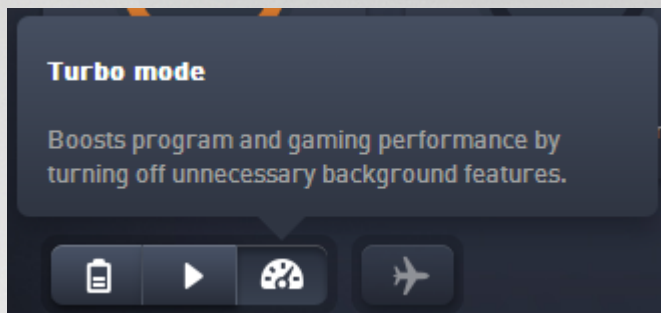 Turbo mode
Boosts program and gaming performance by
turning off unnecessary background features.